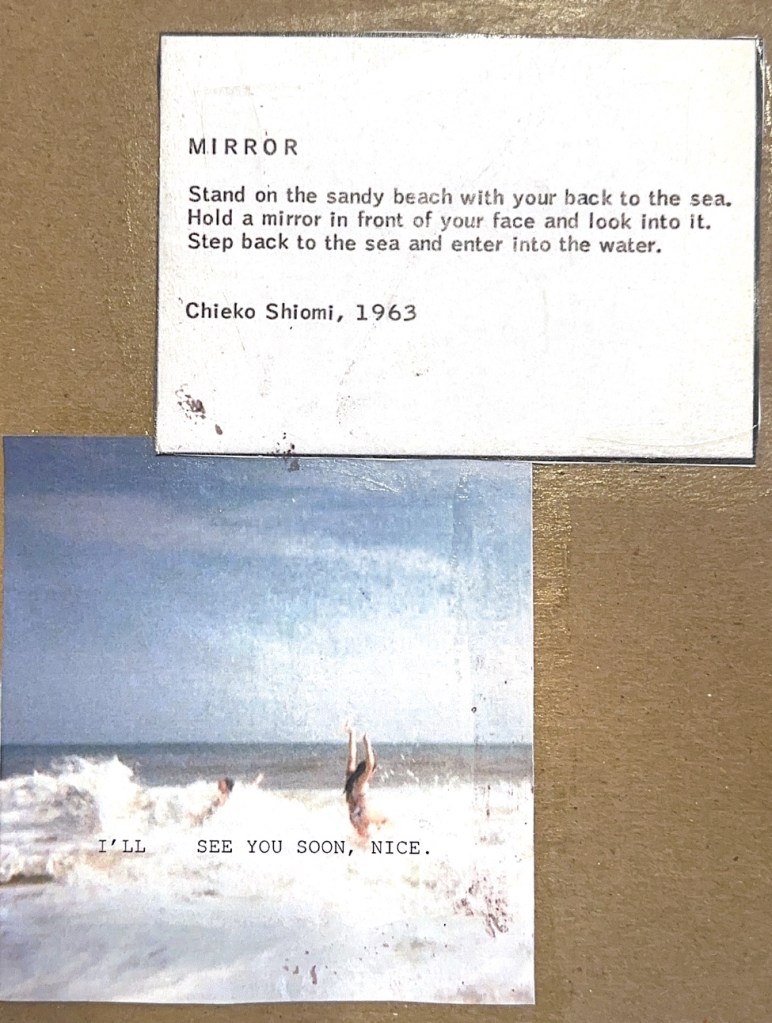 MIRROR
Stand on the sandy beach with your back to the sea.
Hold a mirror in front of your face and look into it.
Step back to the sea and enter into the water.
Chieko Shiomi, 1963
I'LL SEE YOU SOON, NICE.